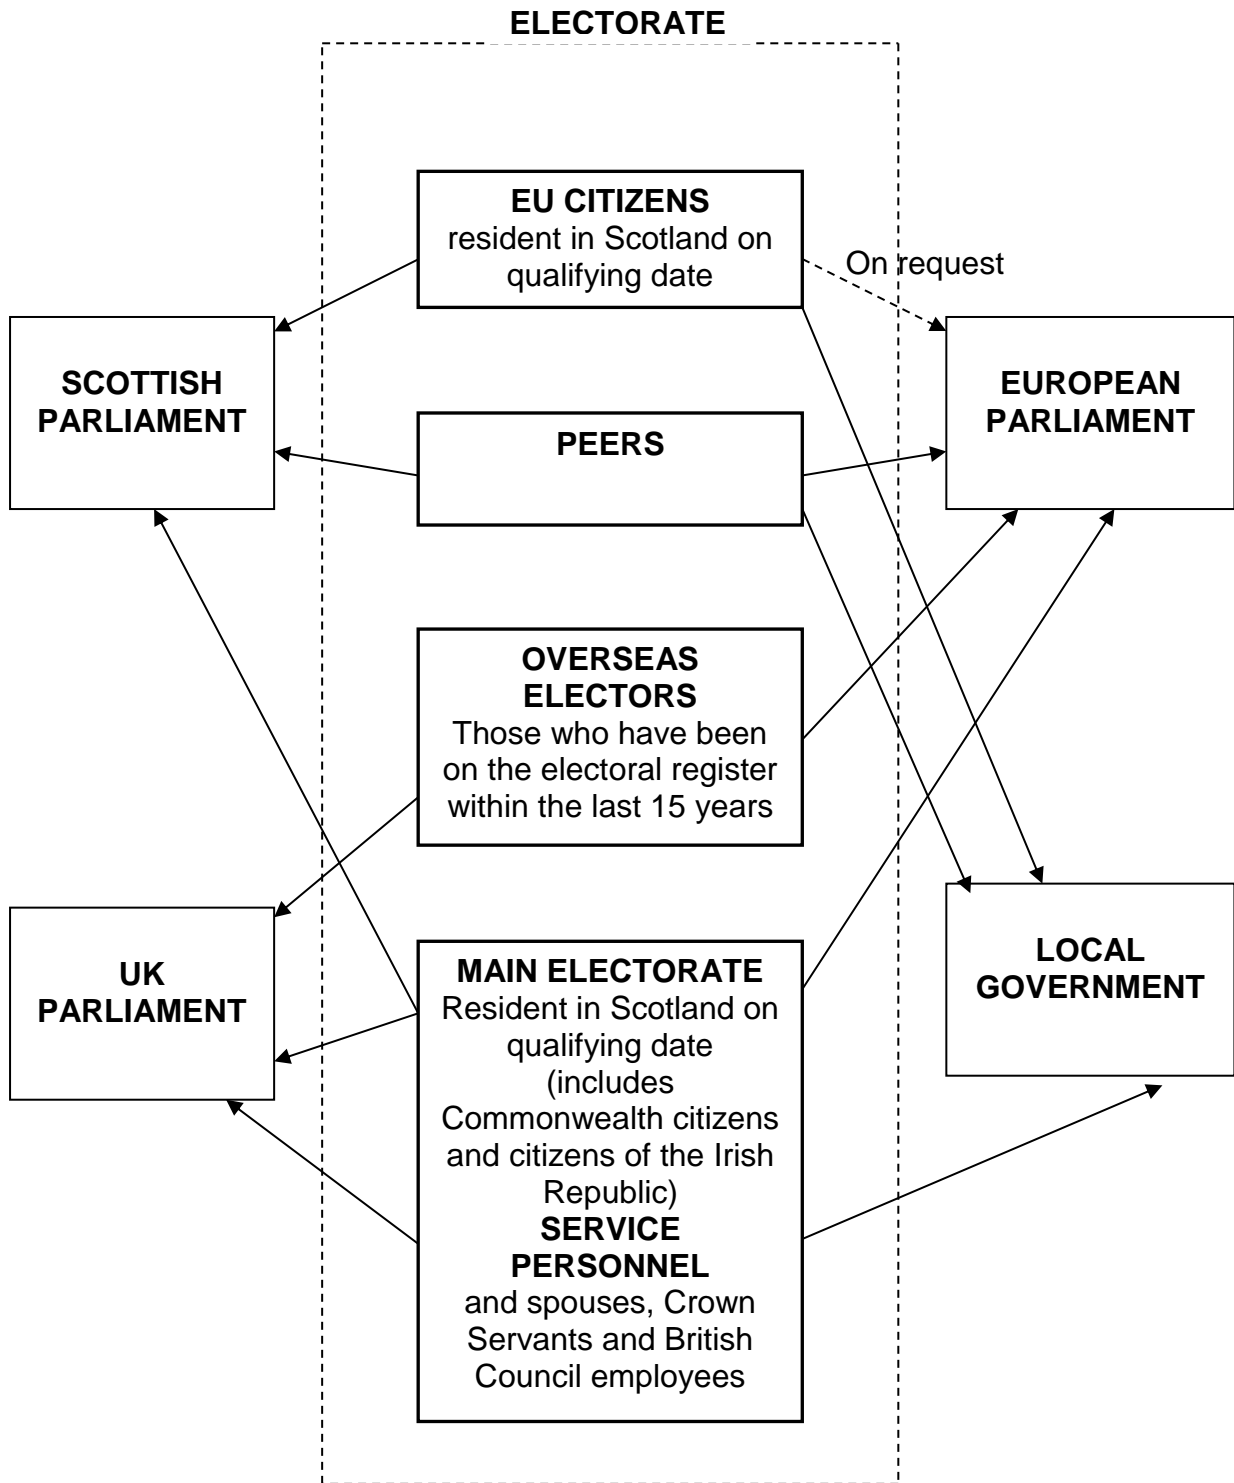 ELECTORATE
EU CITIZENS
resident in Scotland on
qualifying date
On request
SCOTTISH
PARLIAMENT
EUROPEAN
PARLIAMENT
PEERS
OVERSEAS
ELECTORS
Those who have been
on the electoral register
within the last 15 years
UK
PARLIAMENT
LOCAL
GOVERNMENT
MAIN ELECTORATE
Resident in Scotland on
qualifying date
(includes
Commonwealth citizens
and citizens of the Irish
Republic)
SERVICE
PERSONNEL
and spouses, Crown
Servants and British
Council employees